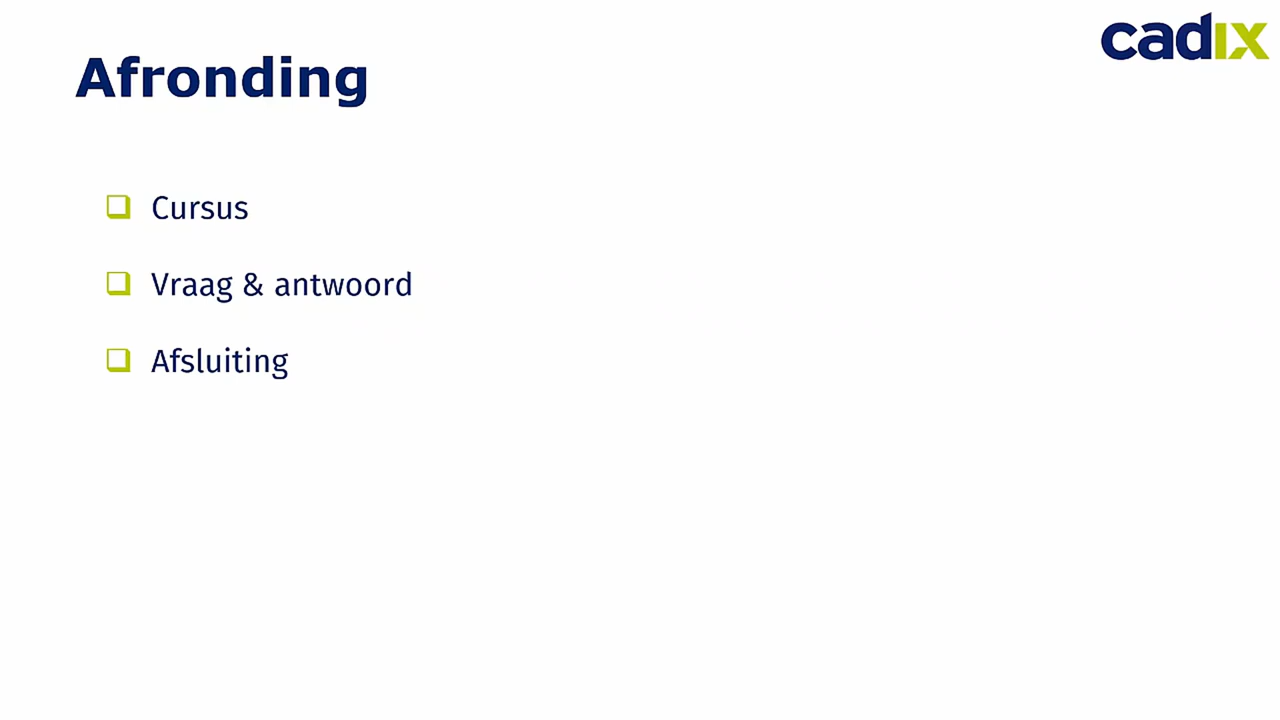 cadix
Afronding
Cursus
Vraag & antwoord
Afsluiting